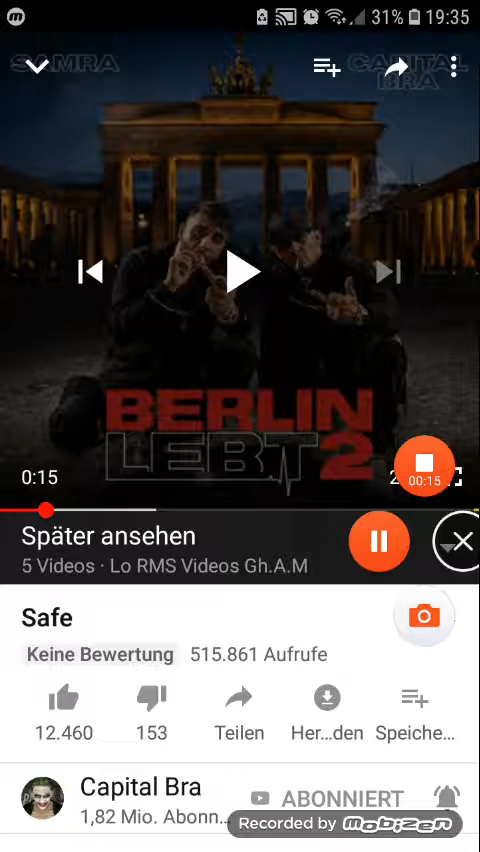 31% 19:35
SAMRA
CAPITAL BRA
BERLIN
LEBT 2
0:15
00:15
Später ansehen
5 Videos · Lo RMS Videos Gh.A.M
Safe
Keine Bewertung 515.861 Aufrufe
12.460 153 Teilen Her…den Speiche…
Capital Bra
ABONNIERT
1,82 Mio. Abonn…
Recorded by mobizen